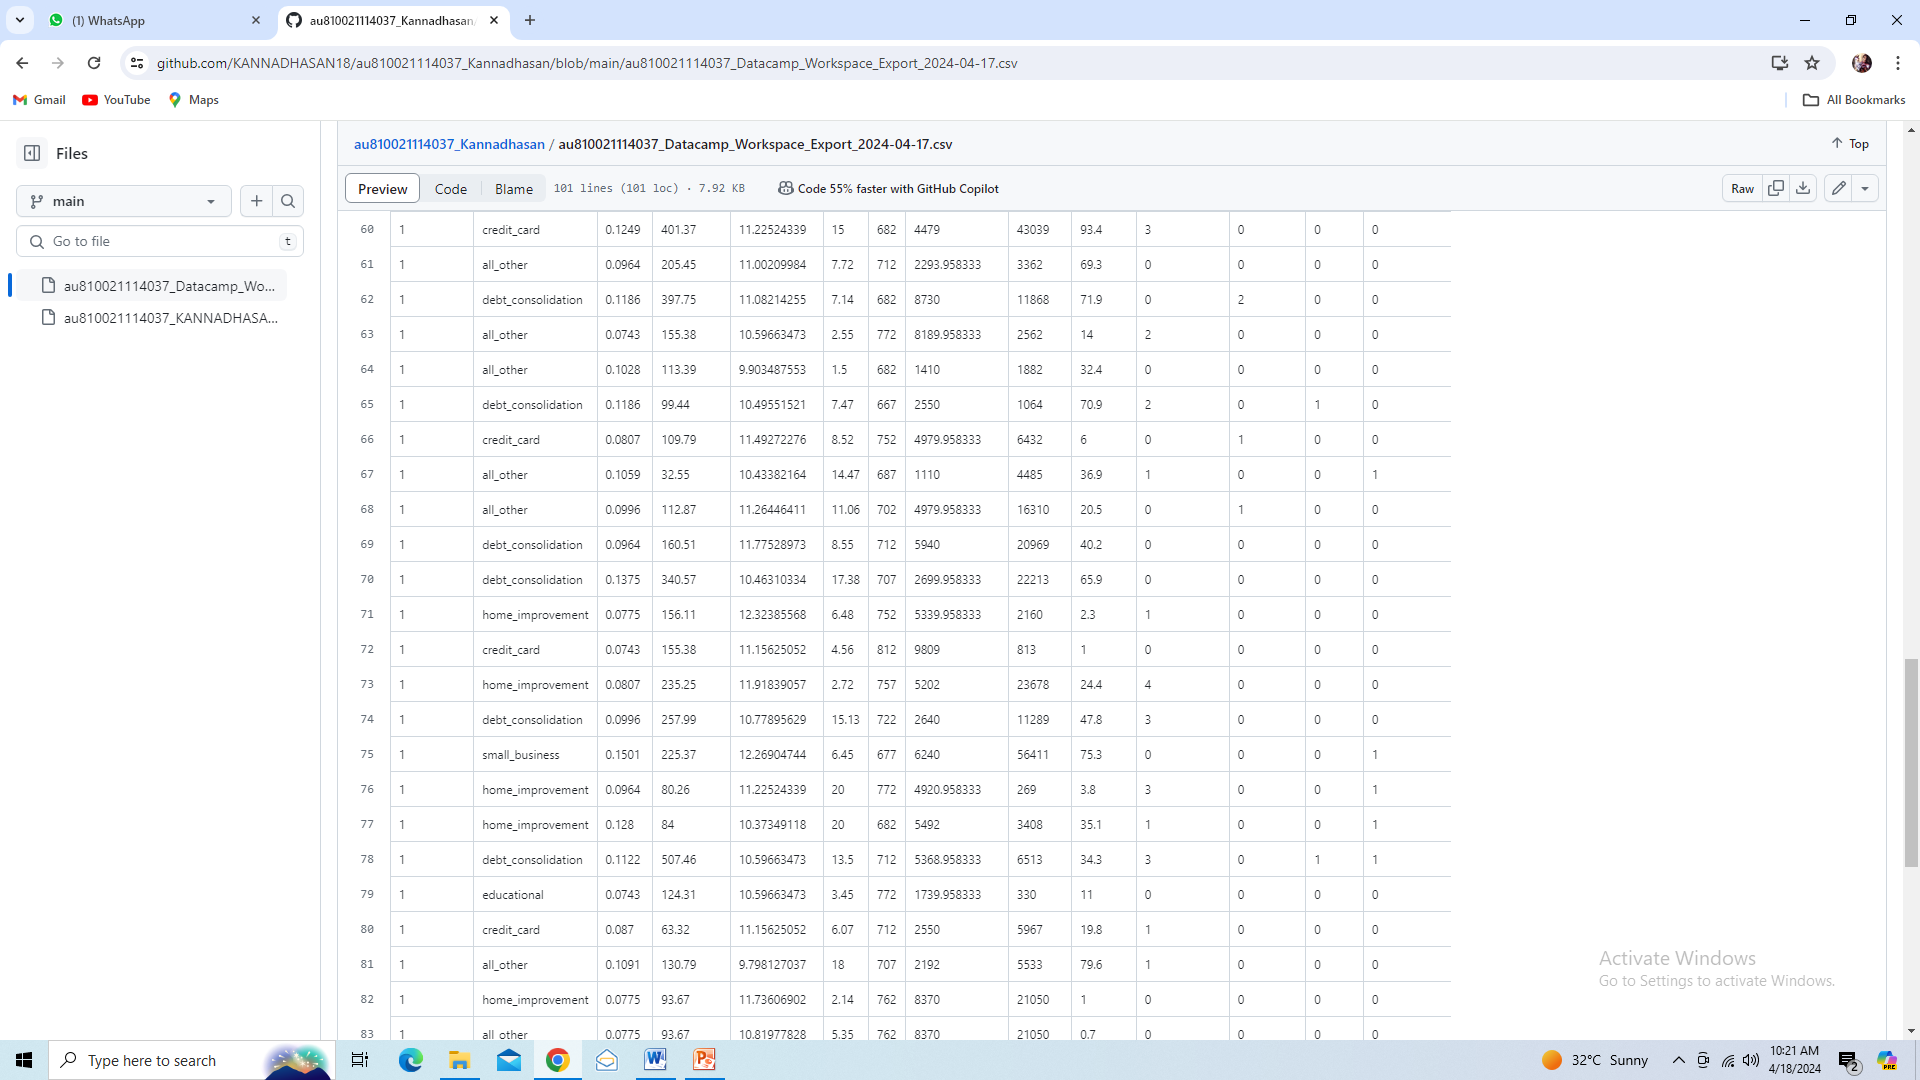 (1) WhatsApp
au810021114037_Kannadhasan
github.com/KANNADHASAN18/au810021114037_Kannadhasan/blob/main/au810021114037_Datacamp_Workspace_Export_2024-04-17.csv
Gmail YouTube Maps All Bookmarks
Files
main
Go to file t
au810021114037_Datacamp_Wo...
au810021114037_KANNADHASA...
au810021114037_Kannadhasan / au810021114037_Datacamp_Workspace_Export_2024-04-17.csv Top
Preview Code Blame 101 lines (101 loc) · 7.92 KB Code 55% faster with GitHub Copilot Raw
60 1 credit_card 0.1249 401.37 11.22524339 15 682 4479 43039 93.4 3 0 0 0
61 1 all_other 0.0964 205.45 11.00209984 7.72 712 2293.958333 3362 69.3 0 0 0 0
62 1 debt_consolidation 0.1186 397.75 11.08214255 7.14 682 8730 11868 71.9 0 2 0 0
63 1 all_other 0.0743 155.38 10.59663473 2.55 772 8189.958333 2562 14 2 0 0 0
64 1 all_other 0.1028 113.39 9.903487553 1.5 682 1410 1882 32.4 0 0 0 0
65 1 debt_consolidation 0.1186 99.44 10.49551521 7.47 667 2550 1064 70.9 2 0 1 0
66 1 credit_card 0.0807 109.79 11.49272276 8.52 752 4979.958333 6432 6 0 1 0 0
67 1 all_other 0.1059 32.55 10.43382164 14.47 687 1110 4485 36.9 1 0 0 1
68 1 all_other 0.0996 112.87 11.26446411 11.06 702 4979.958333 16310 20.5 0 1 0 0
69 1 debt_consolidation 0.0964 160.51 11.77528973 8.55 712 5940 20969 40.2 0 0 0 0
70 1 debt_consolidation 0.1375 340.57 10.46310334 17.38 707 2699.958333 22213 65.9 0 0 0 0
71 1 home_improvement 0.0775 156.11 12.32385568 6.48 752 5339.958333 2160 2.3 1 0 0 0
72 1 credit_card 0.0743 155.38 11.15625052 4.56 812 9809 813 1 0 0 0 0
73 1 home_improvement 0.0807 235.25 11.91839057 2.72 757 5202 23678 24.4 4 0 0 0
74 1 debt_consolidation 0.0996 257.99 10.77895629 15.13 722 2640 11289 47.8 3 0 0 0
75 1 small_business 0.1501 225.37 12.26904744 6.45 677 6240 56411 75.3 0 0 0 1
76 1 home_improvement 0.0964 80.26 11.22524339 20 772 4920.958333 269 3.8 3 0 0 1
77 1 home_improvement 0.128 84 10.37349118 20 682 5492 3408 35.1 1 0 0 1
78 1 debt_consolidation 0.1122 507.46 10.59663473 13.5 712 5368.958333 6513 34.3 3 0 1 1
79 1 educational 0.0743 124.31 10.59663473 3.45 772 1739.958333 330 11 0 0 0 0
80 1 credit_card 0.087 63.32 11.15625052 6.07 712 2550 5967 19.8 1 0 0 0
81 1 all_other 0.1091 130.79 9.798127037 18 707 2192 5533 79.6 1 0 0 0
82 1 home_improvement 0.0775 93.67 11.73606902 2.14 762 8370 21050 1 0 0 0 0
83 1 all_other 0.0775 93.67 10.81977828 5.35 762 8370 21050 0.7 0 0 0 0
Activate Windows
Go to Settings to activate Windows.
Type here to search
32°C Sunny
10:21 AM
4/18/2024
2
PRE